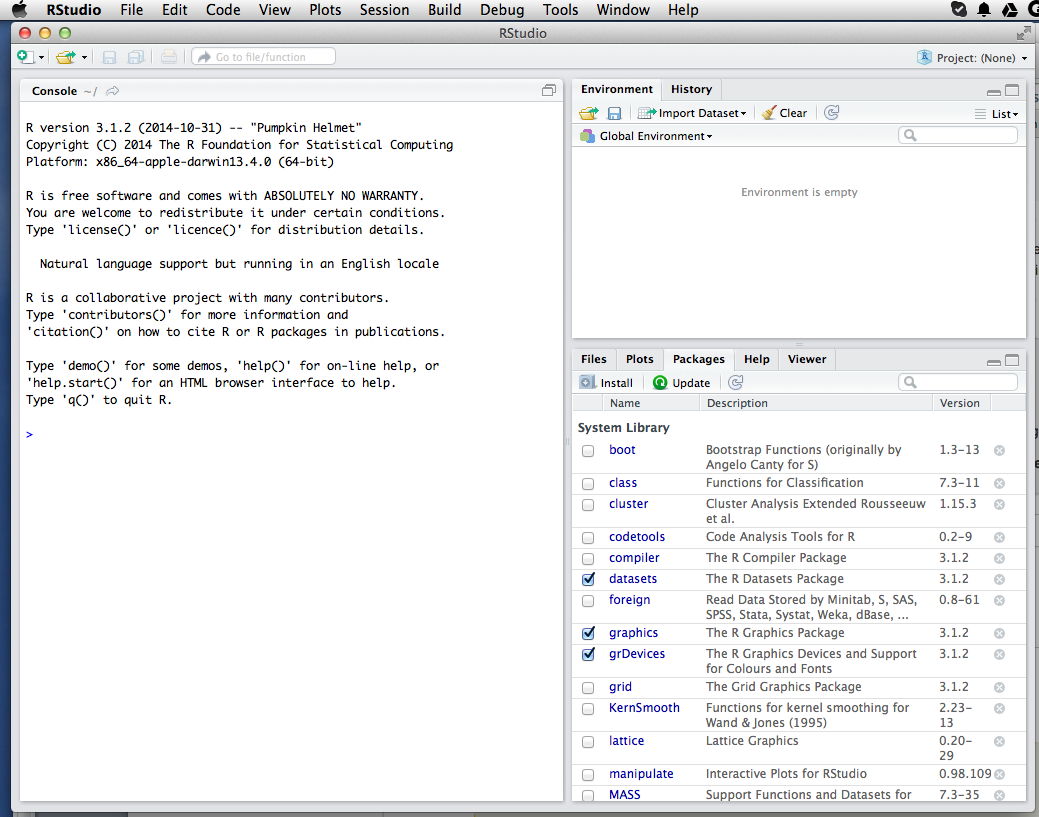 RStudio File Edit Code View Plots Session Build Debug Tools Window Help
RStudio
Go to file/function
Project: (None)
Console ~/
R version 3.1.2 (2014-10-31) -- "Pumpkin Helmet"
Copyright (C) 2014 The R Foundation for Statistical Computing
Platform: x86_64-apple-darwin13.4.0 (64-bit)
R is free software and comes with ABSOLUTELY NO WARRANTY.
You are welcome to redistribute it under certain conditions.
Type 'license()' or 'licence()' for distribution details.
Natural language support but running in an English locale
R is a collaborative project with many contributors.
Type 'contributors()' for more information and
'citation()' on how to cite R or R packages in publications.
Type 'demo()' for some demos, 'help()' for on-line help, or
'help.start()' for an HTML browser interface to help.
Type 'q()' to quit R.
>
Environment History
Import Dataset Clear List
Global Environment
Environment is empty
Files Plots Packages Help Viewer
Install Update
Name Description Version
System Library
boot Bootstrap Functions (originally by 1.3-13
Angelo Canty for S)
class Functions for Classification 7.3-11
cluster Cluster Analysis Extended Rousseeuw 1.15.3
et al.
codetools Code Analysis Tools for R 0.2-9
compiler The R Compiler Package 3.1.2
datasets The R Datasets Package 3.1.2
foreign Read Data Stored by Minitab, S, SAS, 0.8-61
SPSS, Stata, Systat, Weka, dBase, ...
graphics The R Graphics Package 3.1.2
grDevices The R Graphics Devices and Support 3.1.2
for Colours and Fonts
grid The Grid Graphics Package 3.1.2
KernSmooth Functions for kernel smoothing for 2.23-
Wand & Jones (1995) 13
lattice Lattice Graphics 0.20-
29
manipulate Interactive Plots for RStudio 0.98.109
MASS Support Functions and Datasets for 7.3-35